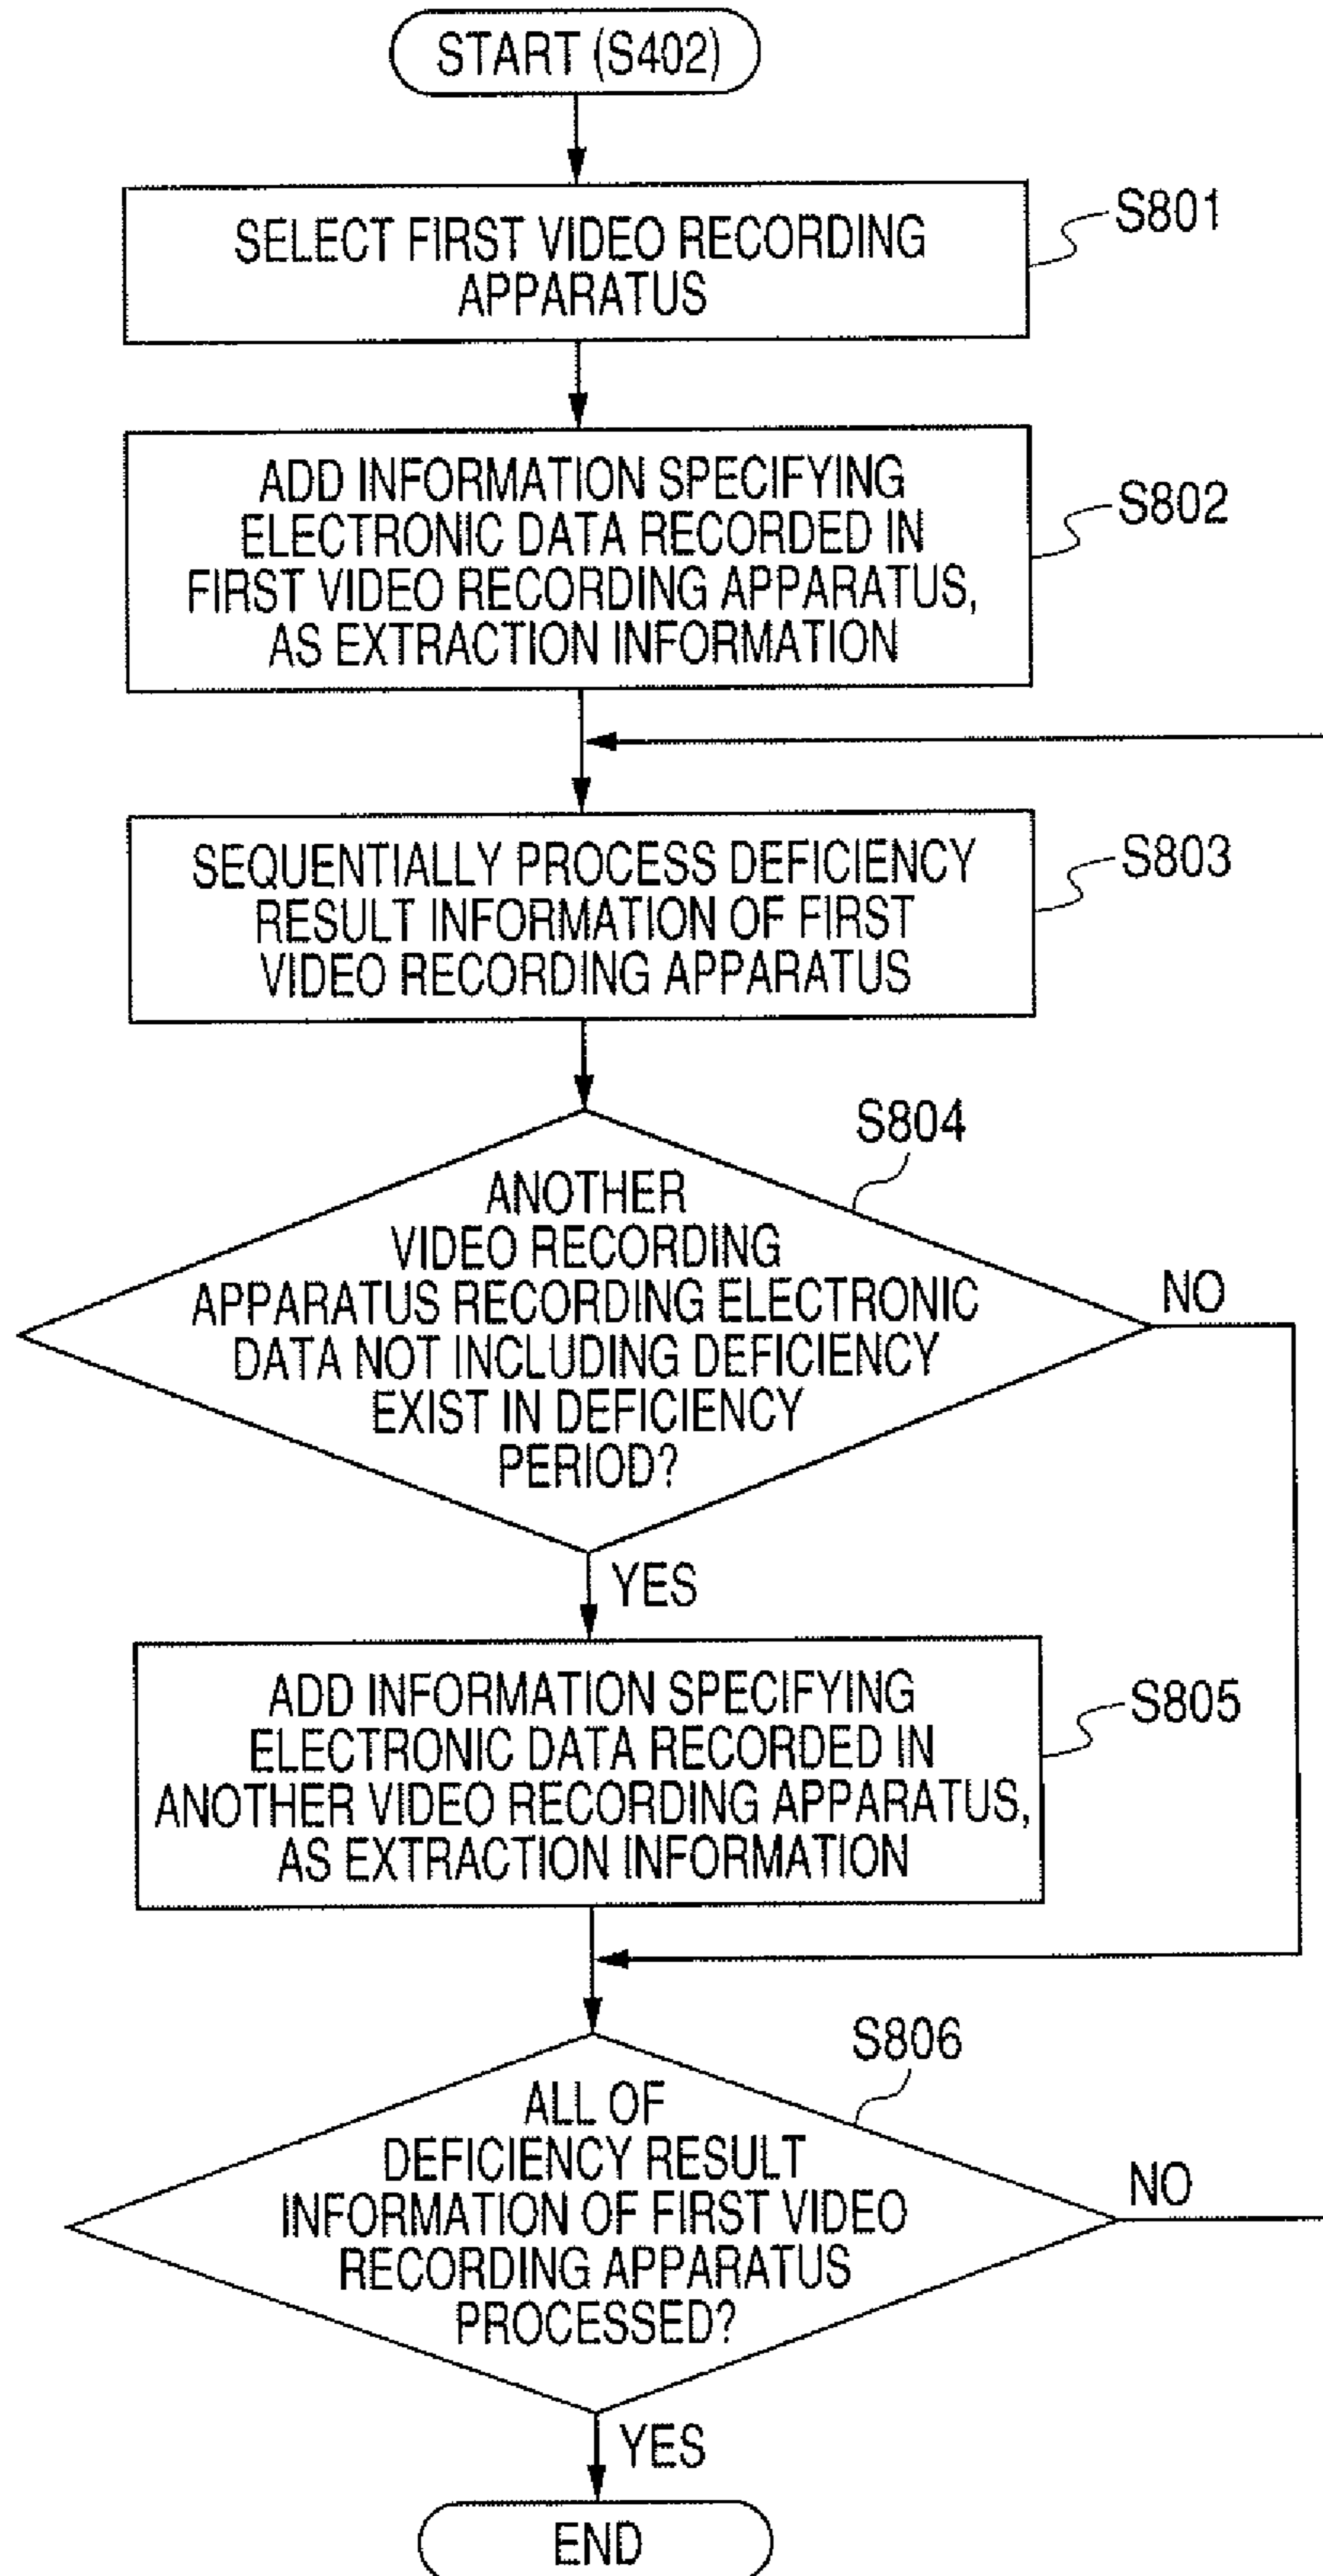 START (S402)
SELECT FIRST VIDEO RECORDING
APPARATUS
S801
ADD INFORMATION SPECIFYING
ELECTRONIC DATA RECORDED IN
FIRST VIDEO RECORDING APPARATUS,
AS EXTRACTION INFORMATION
S802
SEQUENTIALLY PROCESS DEFICIENCY
RESULT INFORMATION OF FIRST
VIDEO RECORDING APPARATUS
S803
S804
ANOTHER
VIDEO RECORDING
APPARATUS RECORDING ELECTRONIC
DATA NOT INCLUDING DEFICIENCY
EXIST IN DEFICIENCY
PERIOD?
NO
YES
ADD INFORMATION SPECIFYING
ELECTRONIC DATA RECORDED IN
ANOTHER VIDEO RECORDING APPARATUS,
AS EXTRACTION INFORMATION
S805
S806
ALL OF
DEFICIENCY RESULT
INFORMATION OF FIRST VIDEO
RECORDING APPARATUS
PROCESSED?
NO
YES
END